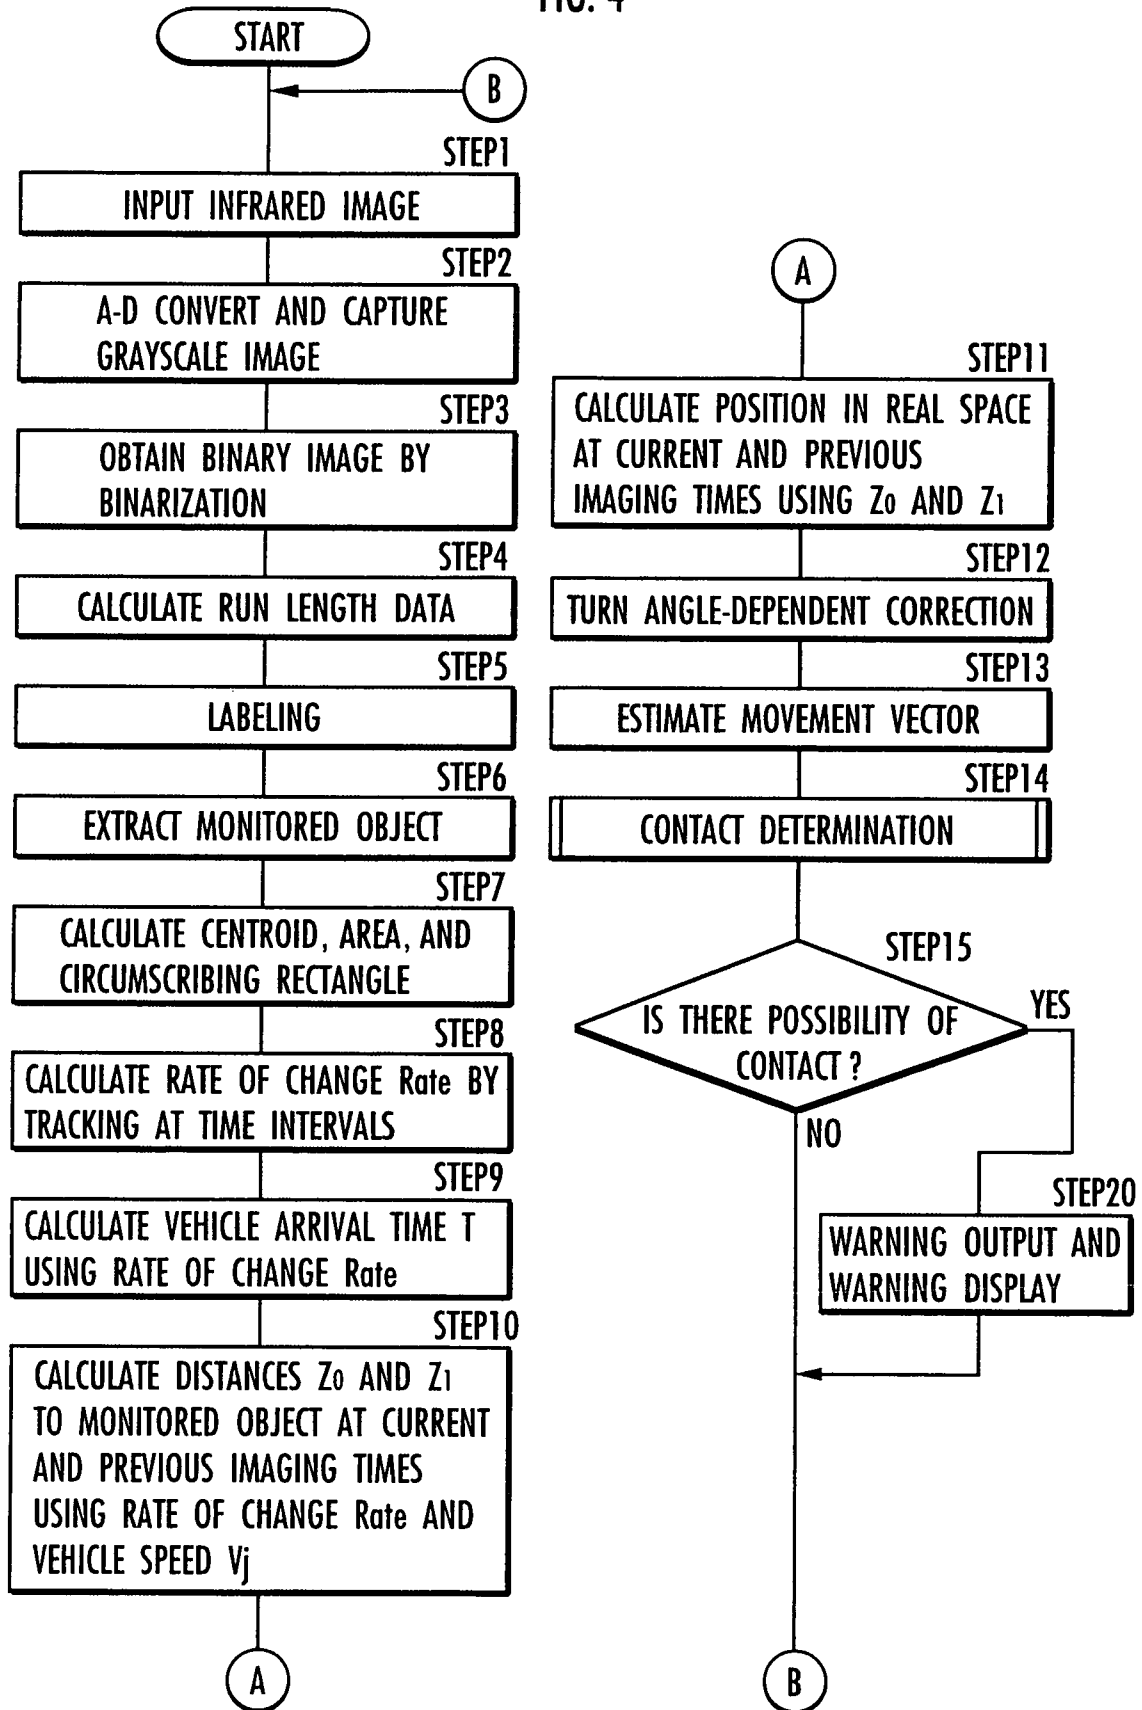 FIG. 4
START
B
STEP1
INPUT INFRARED IMAGE
STEP2
A-D CONVERT AND CAPTURE
GRAYSCALE IMAGE
STEP3
OBTAIN BINARY IMAGE BY
BINARIZATION
STEP4
CALCULATE RUN LENGTH DATA
STEP5
LABELING
STEP6
EXTRACT MONITORED OBJECT
STEP7
CALCULATE CENTROID, AREA, AND
CIRCUMSCRIBING RECTANGLE
STEP8
CALCULATE RATE OF CHANGE Rate BY
TRACKING AT TIME INTERVALS
STEP9
CALCULATE VEHICLE ARRIVAL TIME T
USING RATE OF CHANGE Rate
STEP10
CALCULATE DISTANCES Z0 AND Z1
TO MONITORED OBJECT AT CURRENT
AND PREVIOUS IMAGING TIMES
USING RATE OF CHANGE Rate AND
VEHICLE SPEED Vj
A
A
STEP11
CALCULATE POSITION IN REAL SPACE
AT CURRENT AND PREVIOUS
IMAGING TIMES USING Z0 AND Z1
STEP12
TURN ANGLE-DEPENDENT CORRECTION
STEP13
ESTIMATE MOVEMENT VECTOR
STEP14
CONTACT DETERMINATION
STEP15
IS THERE POSSIBILITY OF
CONTACT?
YES
NO
STEP20
WARNING OUTPUT AND
WARNING DISPLAY
B